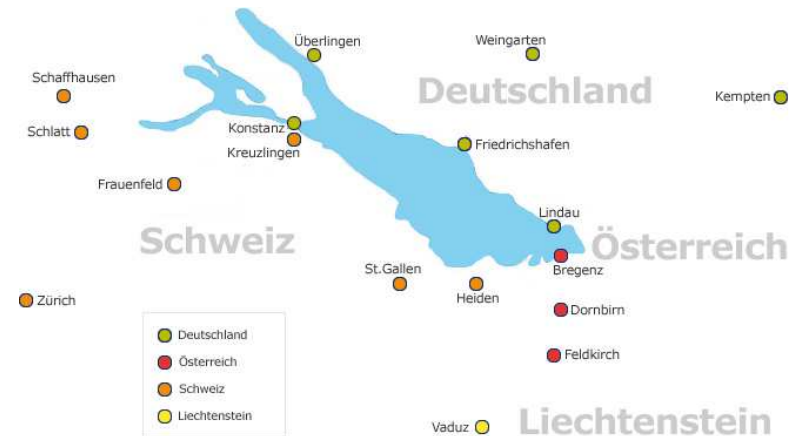 Überlingen
Weingarten
Schaffhausen
Deutschland
Kempten
Schlatt
Konstanz
Kreuzlingen
Friedrichshafen
Frauenfeld
Lindau
Schweiz
Österreich
St.Gallen
Bregenz
Heiden
Zürich
Dornbirn
Deutschland
Feldkirch
Österreich
Schweiz
Liechtenstein
Vaduz
Liechtenstein